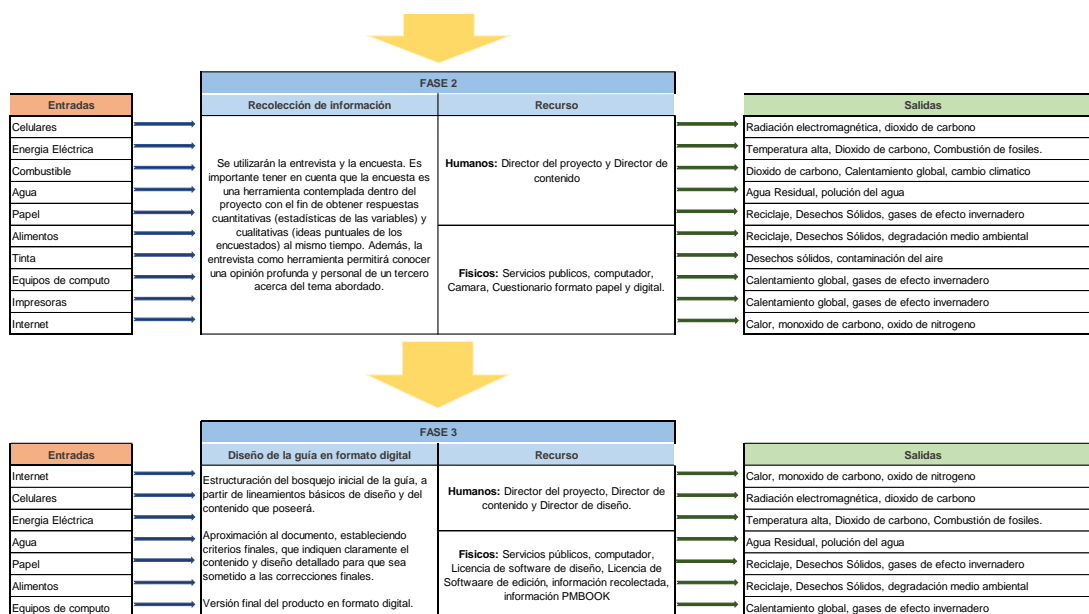 FASE 2
Entradas
Recolección de información
Recurso
Salidas
Celulares
Energia Eléctrica
Combustible
Agua
Papel
Alimentos
Tinta
Equipos de computo
Impresoras
Internet
Se utilizarán la entrevista y la encuesta. Es
importante tener en cuenta que la encuesta es
una herramienta contemplada dentro del
proyecto con el fin de obtener respuestas
cuantitativas (estadísticas de las variables) y
cualitativas (ideas puntuales de los
encuestados) al mismo tiempo. Además, la
entrevista como herramienta permitirá conocer
una opinión profunda y personal de un tercero
acerca del tema abordado.
Humanos: Director del proyecto y Director de
contenido
Fisicos: Servicios publicos, computador,
Camara, Cuestionario formato papel y digital.
Radiación electromagnética, dioxido de carbono
Temperatura alta, Dioxido de carbono, Combustión de fosiles.
Dioxido de carbono, Calentamiento global, cambio climatico
Agua Residual, polución del agua
Reciclaje, Desechos Sólidos, gases de efecto invernadero
Reciclaje, Desechos Sólidos, degradación medio ambiental
Desechos sólidos, contaminación del aire
Calentamiento global, gases de efecto invernadero
Calentamiento global, gases de efecto invernadero
Calor, monoxido de carbono, oxido de nitrogeno
FASE 3
Entradas
Diseño de la guía en formato digital
Recurso
Salidas
Internet
Celulares
Energia Eléctrica
Agua
Papel
Alimentos
Equipos de computo
Estructuración del bosquejo inicial de la guía, a
partir de lineamientos básicos de diseño y del
contenido que poseerá.
Aproximación al documento, estableciendo
criterios finales, que indiquen claramente el
contenido y diseño detallado para que sea
sometido a las correcciones finales.
Versión final del producto en formato digital.
Humanos: Director del proyecto, Director de
contenido y Director de diseño.
Fisicos: Servicios públicos, computador,
Licencia de software de diseño, Licencia de
Softwaare de edición, información recolectada,
información PMBOOK
Calor, monoxido de carbono, oxido de nitrogeno
Radiación electromagnética, dioxido de carbono
Temperatura alta, Dioxido de carbono, Combustión de fosiles.
Agua Residual, polución del agua
Reciclaje, Desechos Sólidos, gases de efecto invernadero
Reciclaje, Desechos Sólidos, degradación medio ambiental
Calentamiento global, gases de efecto invernadero